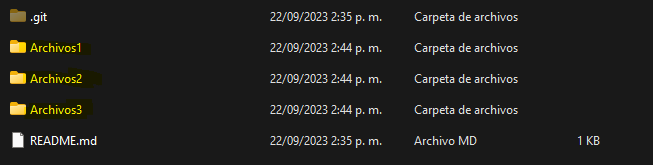 .git 22/09/2023 2:35 p. m. Carpeta de archivos
Archivos1 22/09/2023 2:44 p. m. Carpeta de archivos
Archivos2 22/09/2023 2:44 p. m. Carpeta de archivos
Archivos3 22/09/2023 2:44 p. m. Carpeta de archivos
README.md 22/09/2023 2:35 p. m. Archivo MD 1 KB